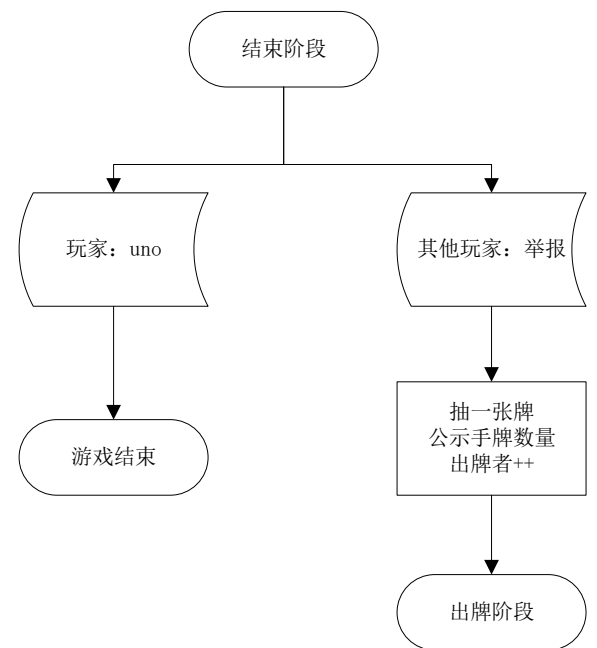 结束阶段
玩家：uno
其他玩家：举报
抽一张牌
公示手牌数量
出牌者++
游戏结束
出牌阶段